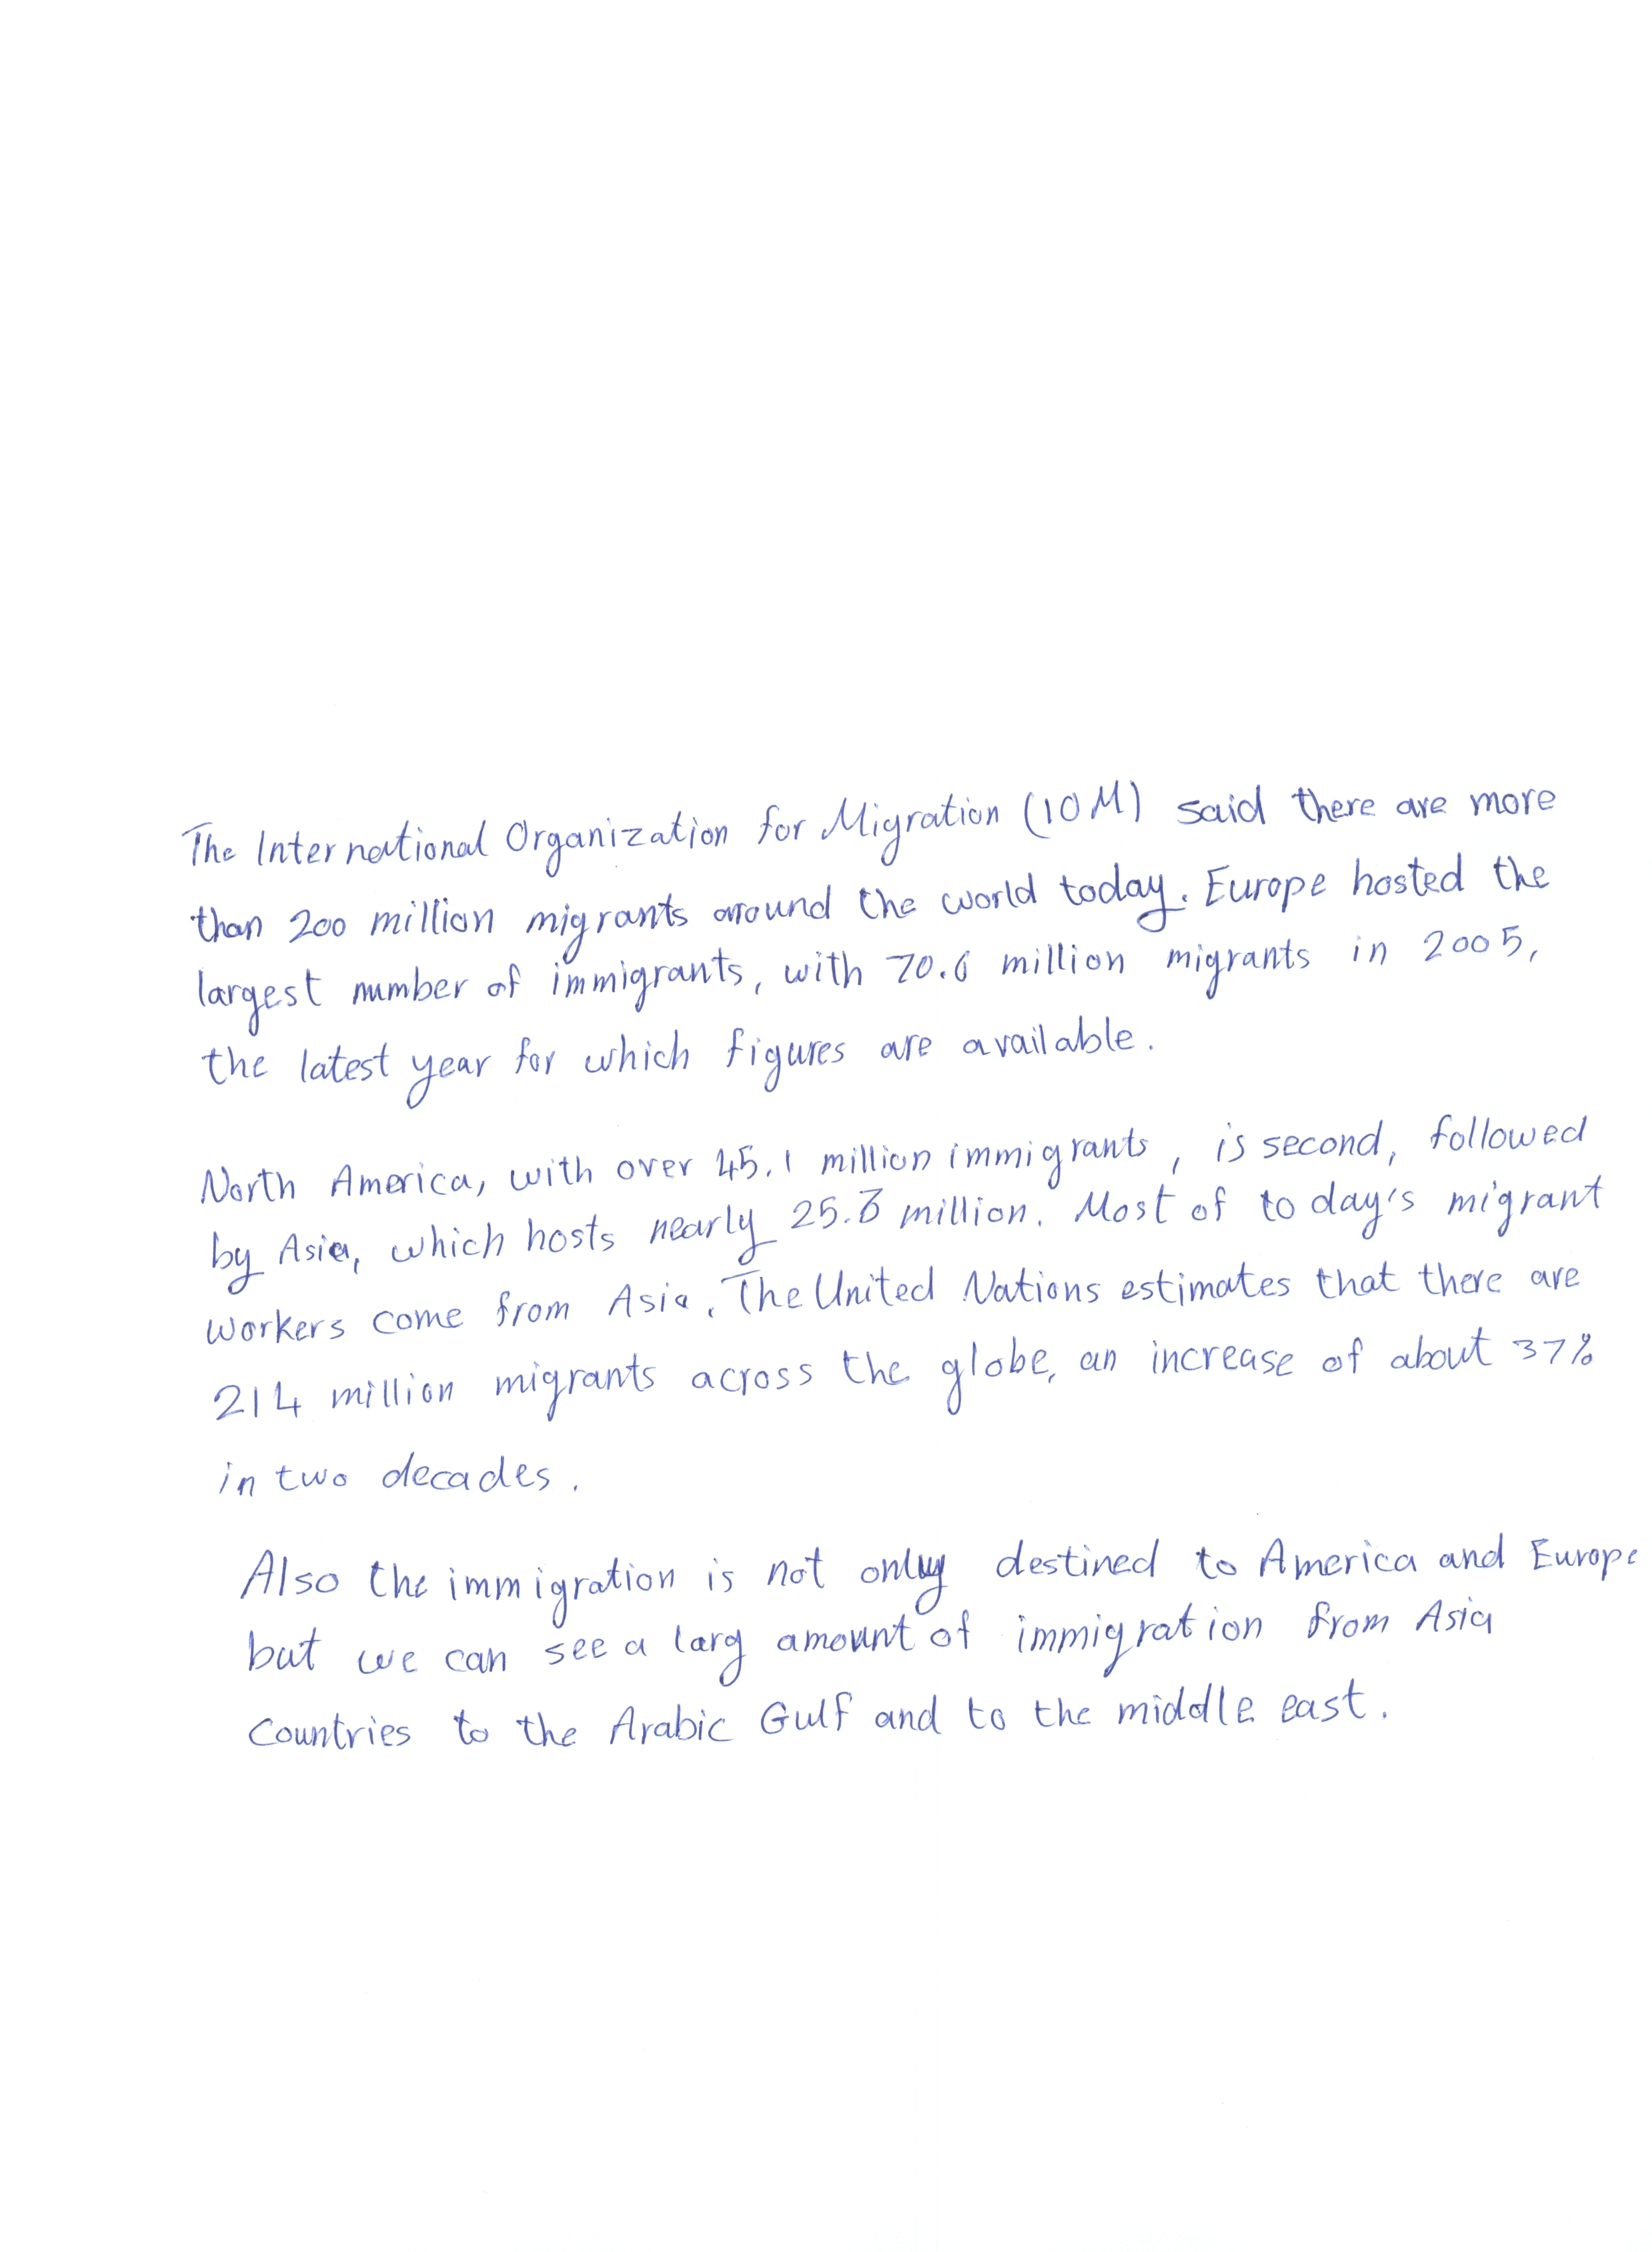 The International Organization for Migration (IOM) said there are more
than 200 million migrants around the world today. Europe hosted the
largest number of immigrants, with 70.6 million migrants in 2005,
the latest year for which figures are available.
North America, with over 45.1 million immigrants, is second, followed
by Asia, which hosts nearly 25.3 million. Most of today's migrant
workers come from Asia. The United Nations estimates that there are
214 million migrants across the globe, an increase of about 37%
in two decades.
Also the immigration is not only destined to America and Europe
but we can see a larg amount of immigration from Asia
Countries to the Arabic Gulf and to the middle east.